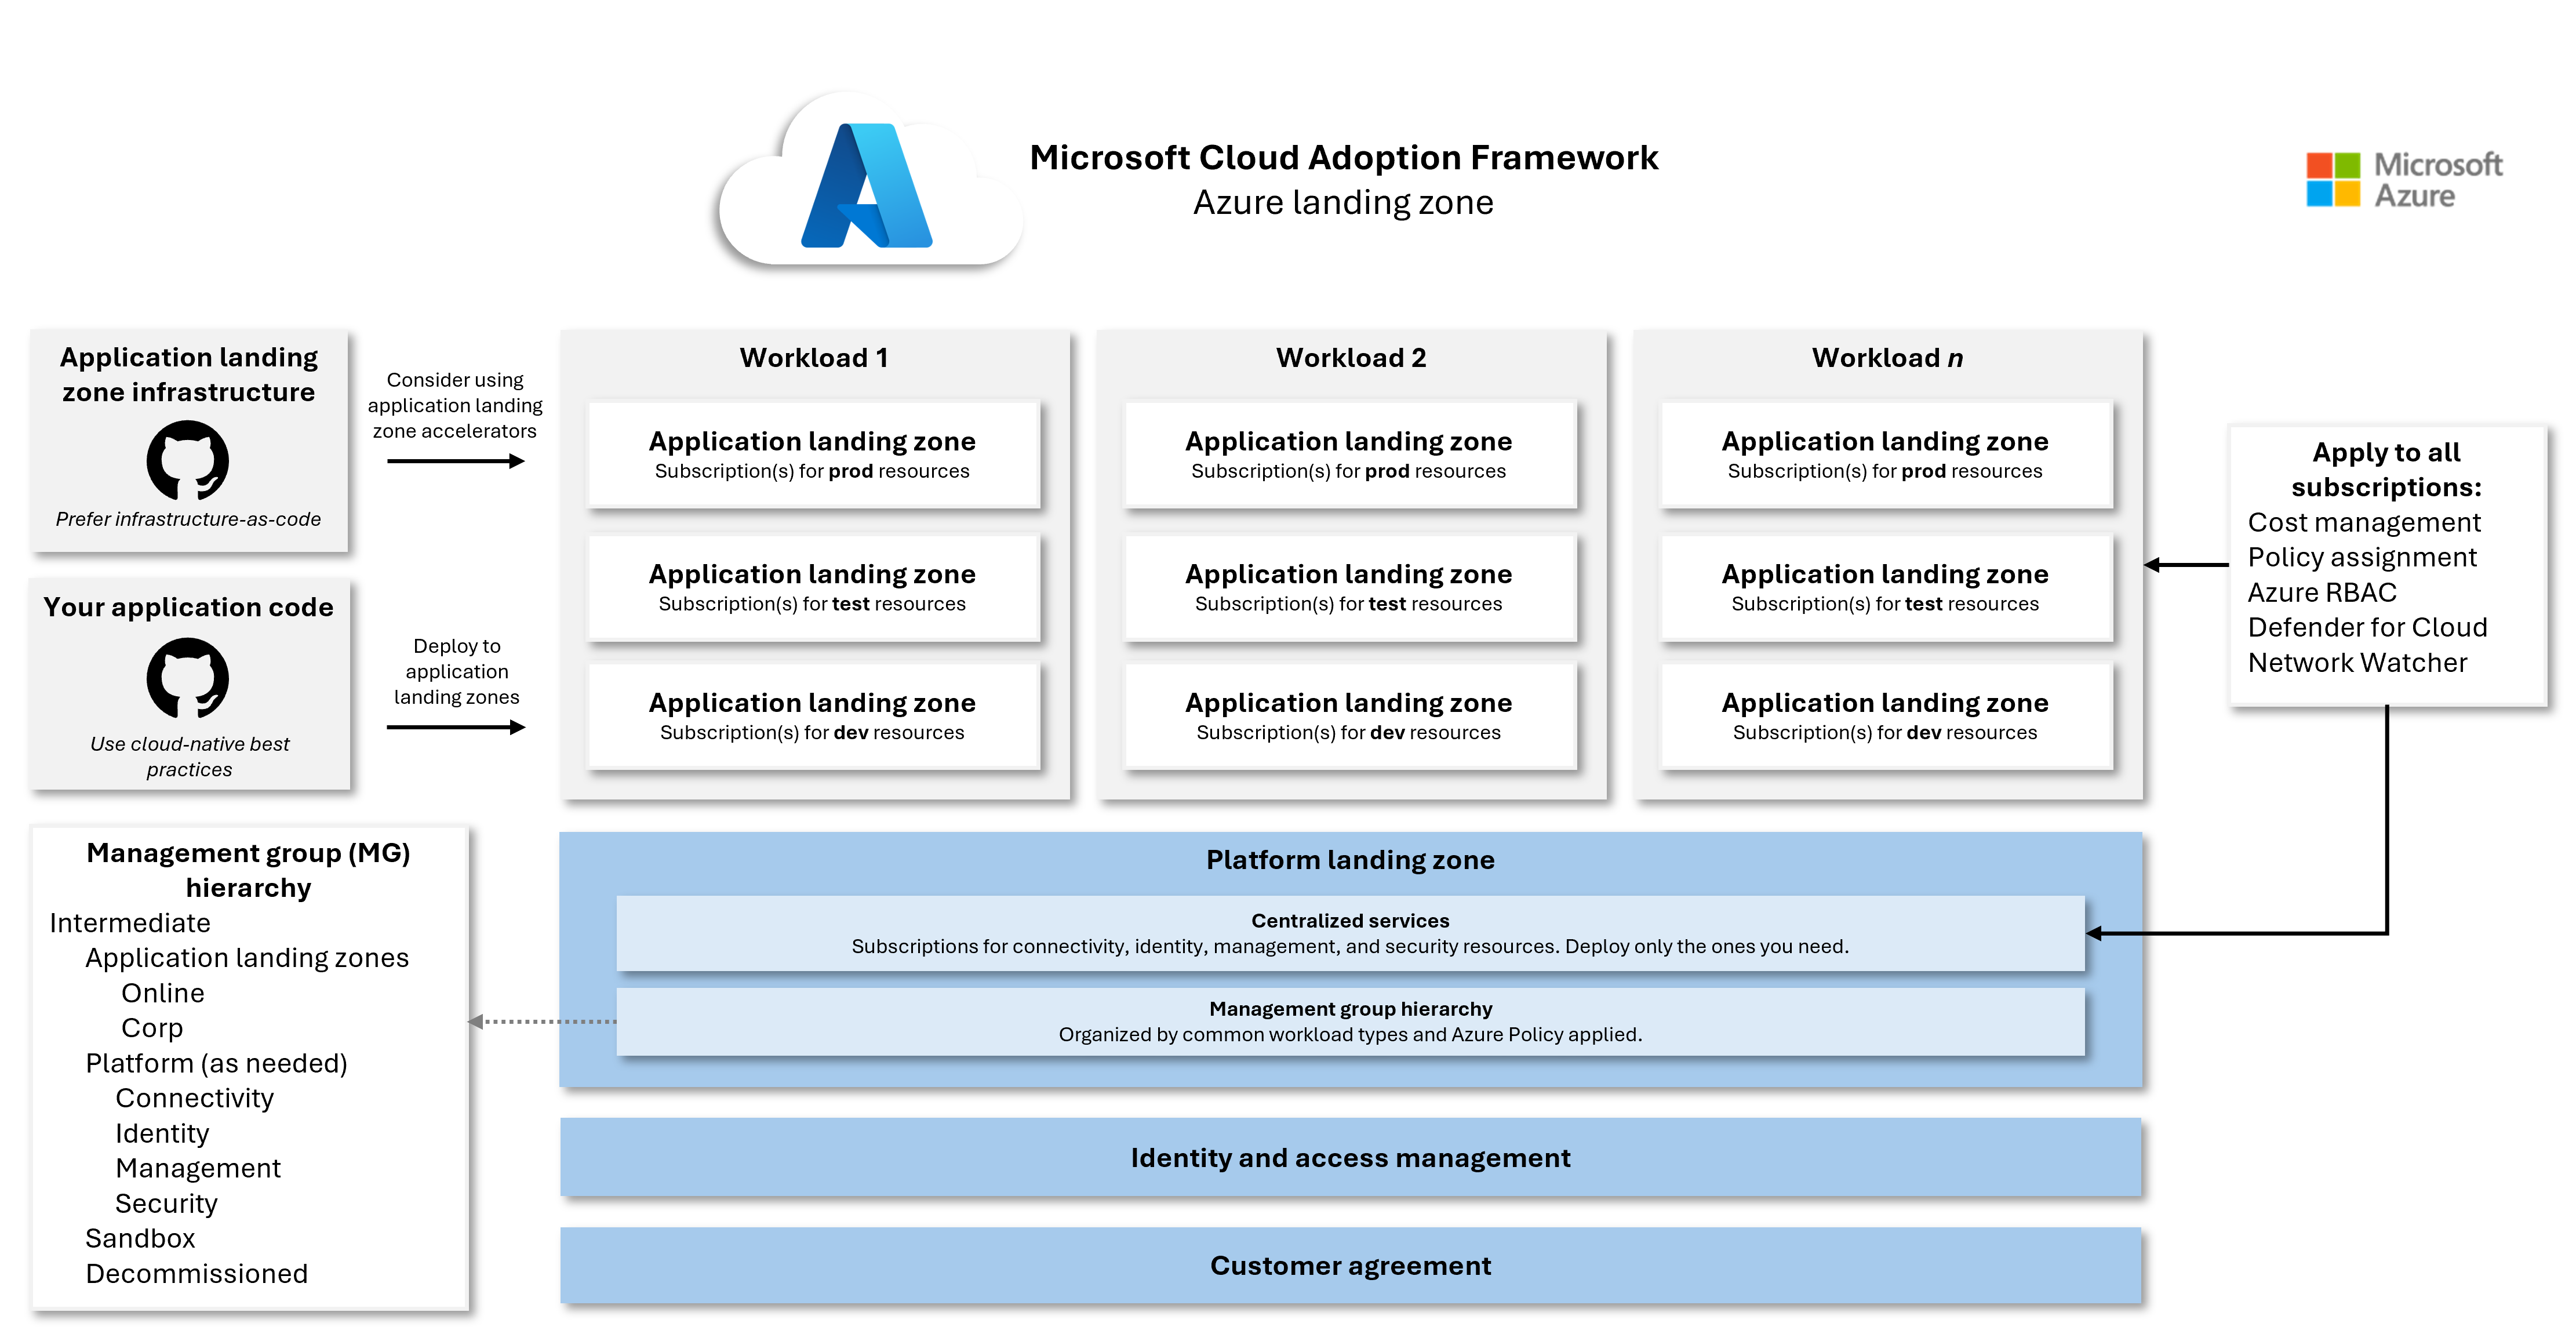 Microsoft Cloud Adoption Framework
Azure landing zone
Microsoft
Azure
Application landing
zone infrastructure
Prefer infrastructure-as-code
Consider using
application landing
zone accelerators
Your application code
Use cloud-native best
practices
Deploy to
application
landing zones
Workload 1
Application landing zone
Subscription(s) for prod resources
Application landing zone
Subscription(s) for test resources
Application landing zone
Subscription(s) for dev resources
Workload 2
Application landing zone
Subscription(s) for prod resources
Application landing zone
Subscription(s) for test resources
Application landing zone
Subscription(s) for dev resources
Workload n
Application landing zone
Subscription(s) for prod resources
Application landing zone
Subscription(s) for test resources
Application landing zone
Subscription(s) for dev resources
Apply to all
subscriptions:
Cost management
Policy assignment
Azure RBAC
Defender for Cloud
Network Watcher
Management group (MG)
hierarchy
Intermediate
Application landing zones
Online
Corp
Platform (as needed)
Connectivity
Identity
Management
Security
Sandbox
Decommissioned
Platform landing zone
Centralized services
Subscriptions for connectivity, identity, management, and security resources. Deploy only the ones you need.
Management group hierarchy
Organized by common workload types and Azure Policy applied.
Identity and access management
Customer agreement